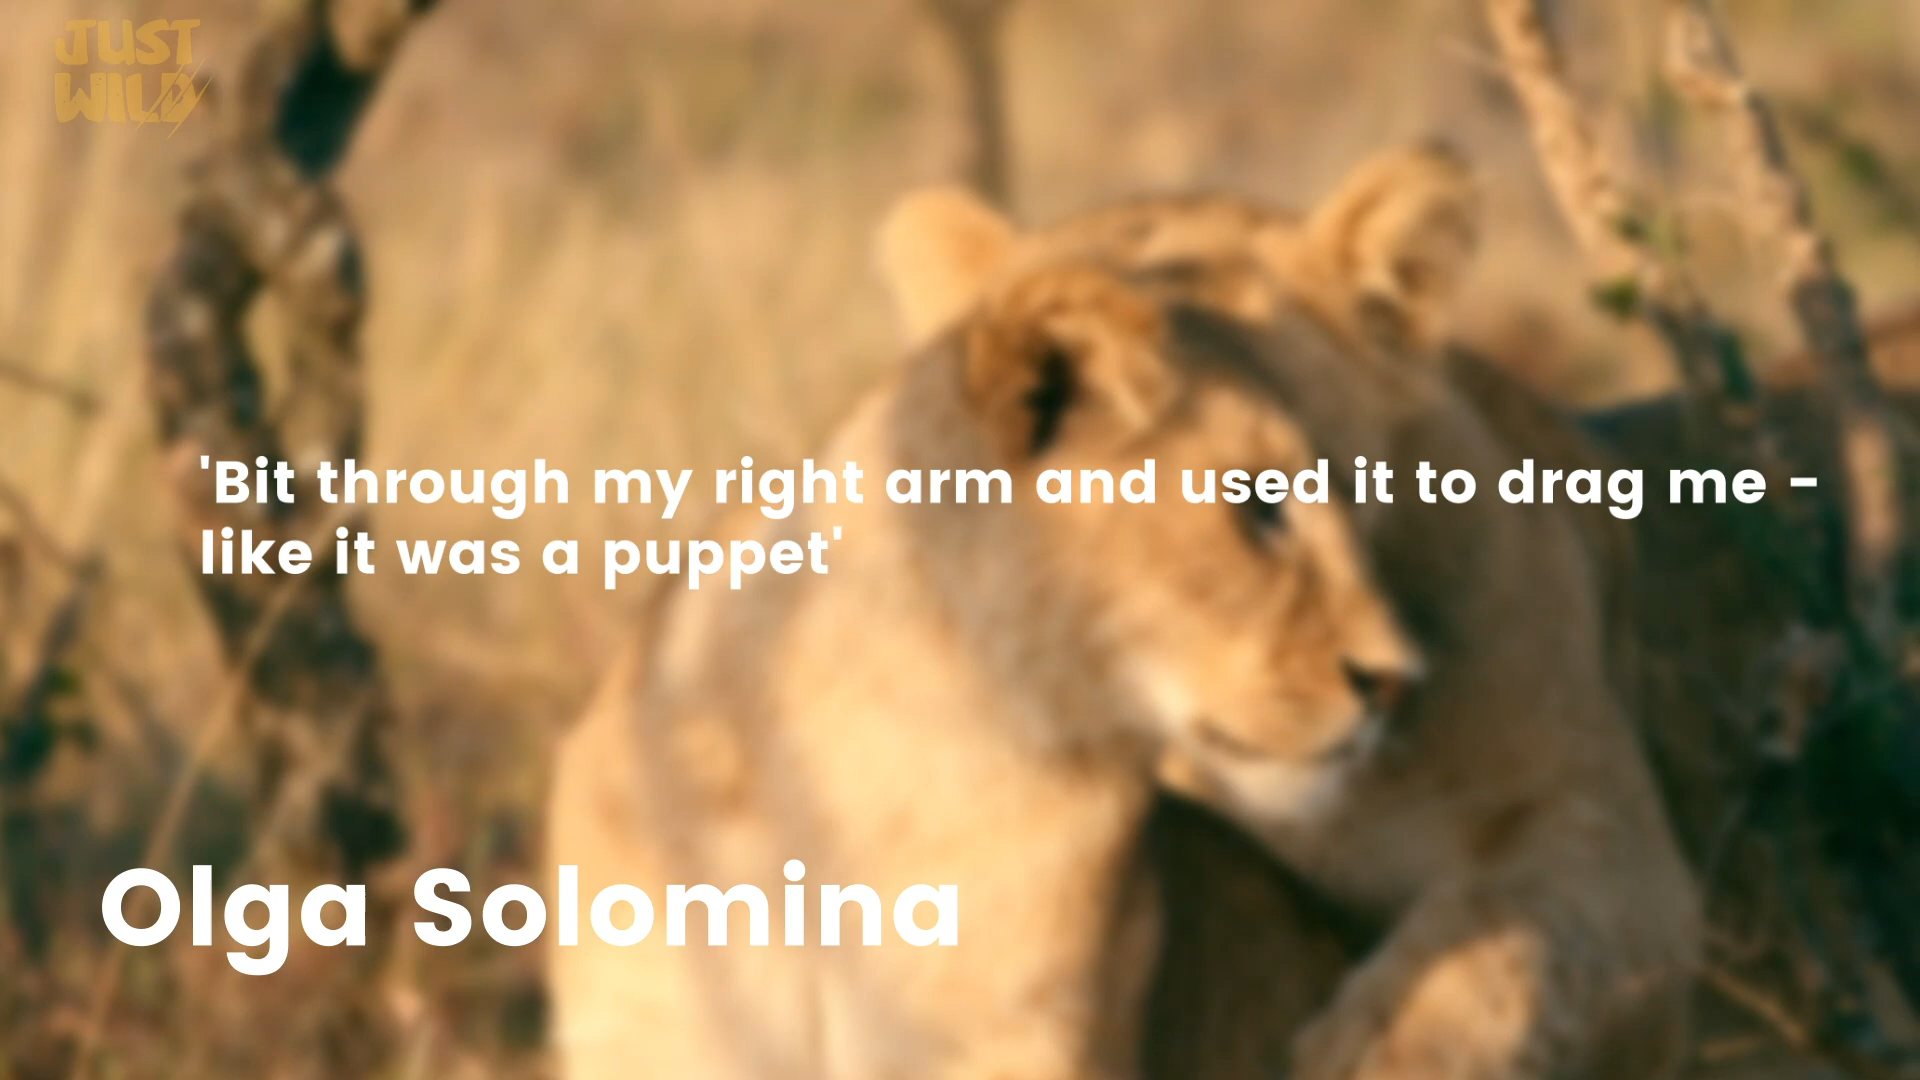 JUST
WILD
'Bit through my right arm and used it to drag me -
like it was a puppet'
Olga Solomina